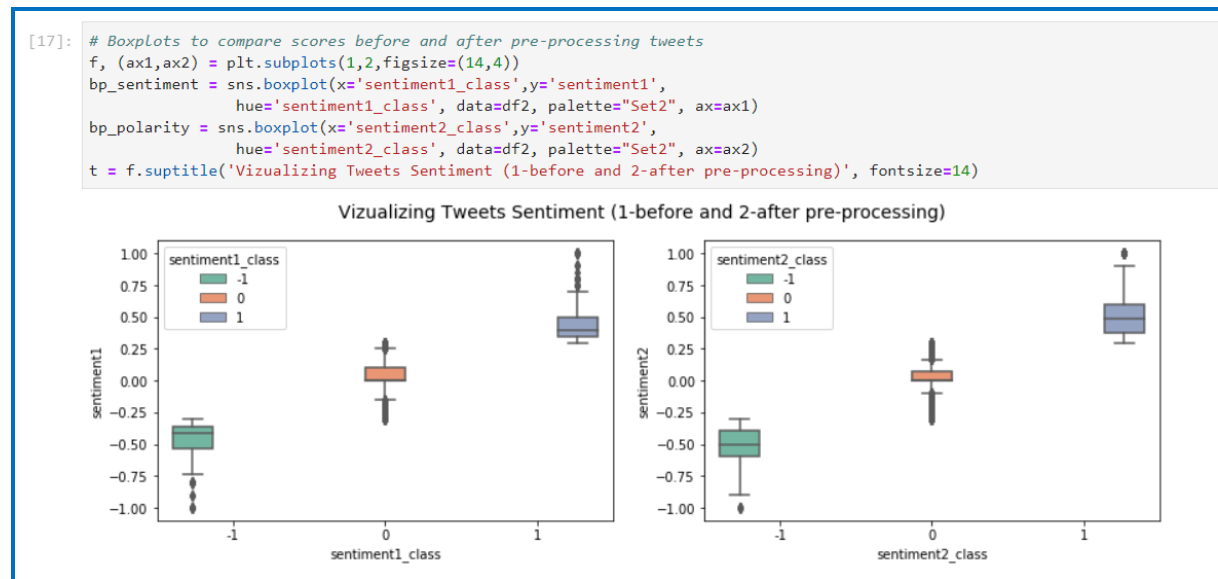 [17]: # Boxplots to compare scores before and after pre-processing tweets
f, (ax1,ax2) = plt.subplots(1,2,figsize=(14,4))
bp_sentiment = sns.boxplot(x='sentiment1_class',y='sentiment1',
hue='sentiment1_class', data=df2, palette="Set2", ax=ax1)
bp_polarity = sns.boxplot(x='sentiment2_class',y='sentiment2',
hue='sentiment2_class', data=df2, palette="Set2", ax=ax2)
t = f.suptitle('Vizualizing Tweets Sentiment (1-before and 2-after pre-processing)', fontsize=14)
Vizualizing Tweets Sentiment (1-before and 2-after pre-processing)
sentiment1
1.00
0.75
0.50
0.25
0.00
−0.25
−0.50
−0.75
−1.00
sentiment1_class
-1
0
1
-1
0
1
sentiment1_class
sentiment2
1.00
0.75
0.50
0.25
0.00
−0.25
−0.50
−0.75
−1.00
sentiment2_class
-1
0
1
-1
0
1
sentiment2_class